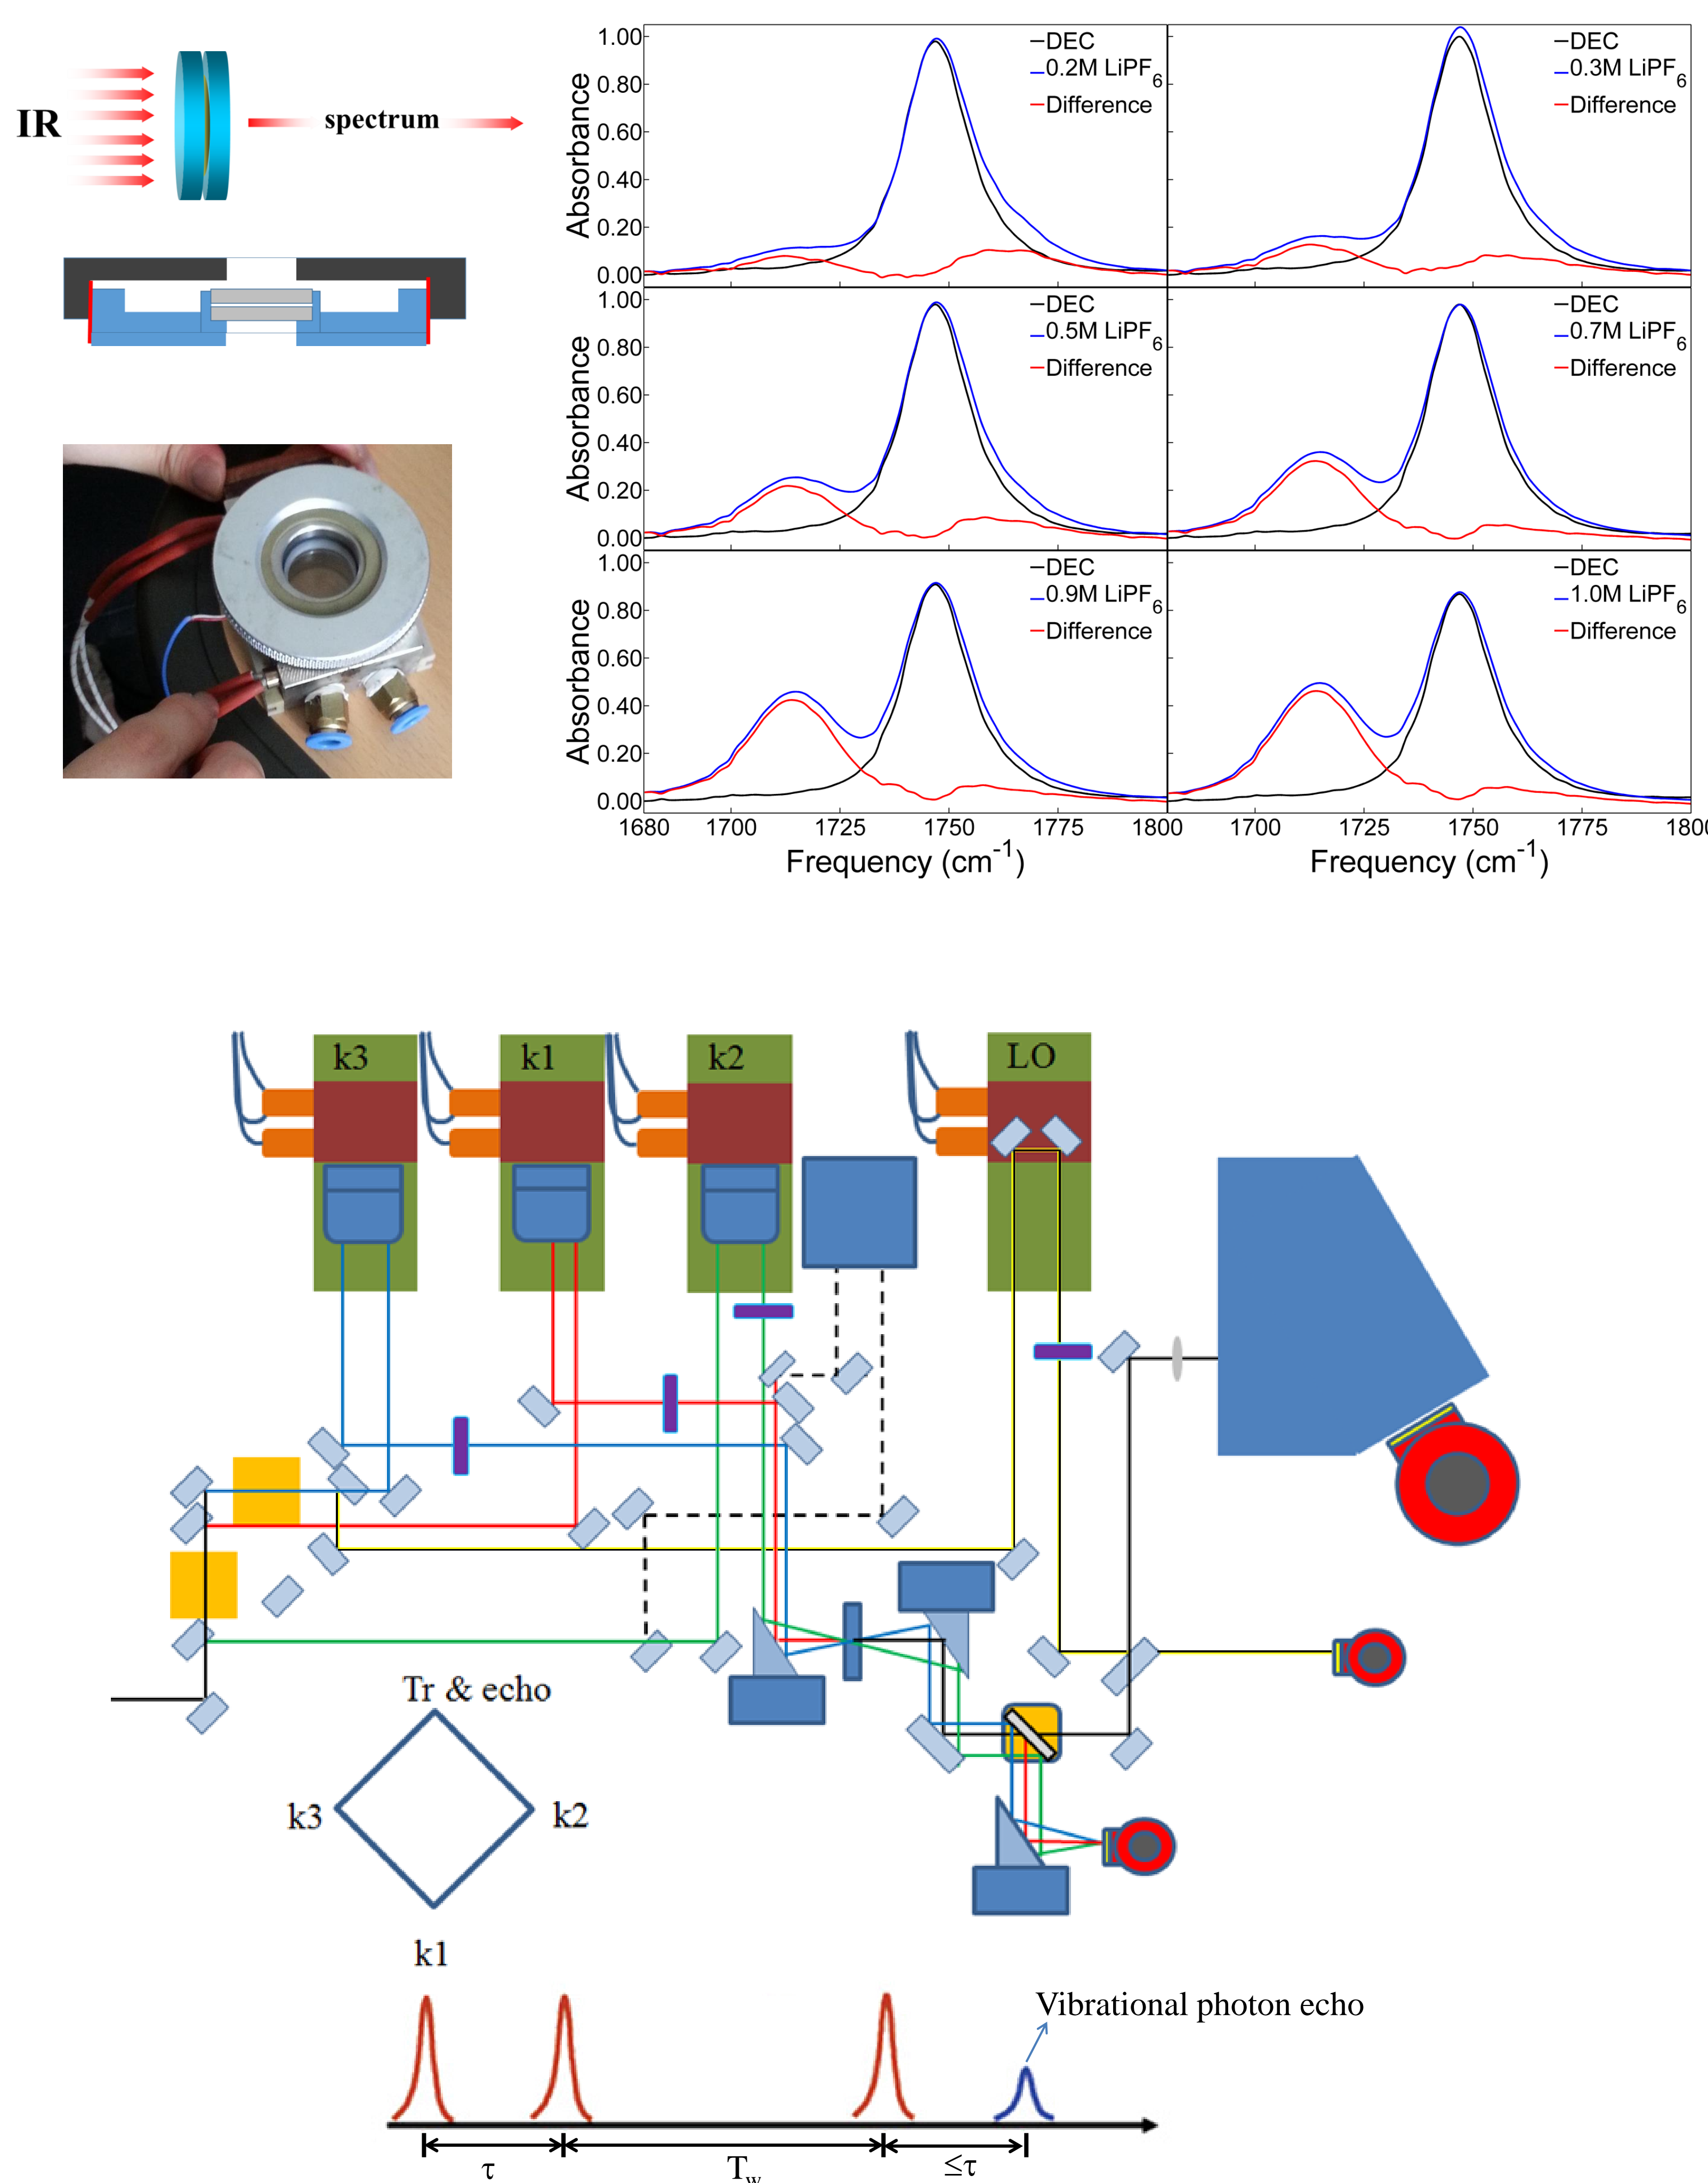 IR
spectrum
Absorbance
1.00
0.80
0.60
0.40
0.20
0.00
DEC
0.2M LiPF6
Difference
DEC
0.3M LiPF6
Difference
Absorbance
1.00
0.80
0.60
0.40
0.20
0.00
DEC
0.5M LiPF6
Difference
DEC
0.7M LiPF6
Difference
Absorbance
1.00
0.80
0.60
0.40
0.20
0.00
DEC
0.9M LiPF6
Difference
DEC
1.0M LiPF6
Difference
1680 1700 1725 1750 1775 1800 1700 1725 1750 1775 180
Frequency (cm-1) Frequency (cm-1)
k3 k1 k2 LO
Tr & echo
k3 k2
k1
Vibrational photon echo
τ Tw ≤τ